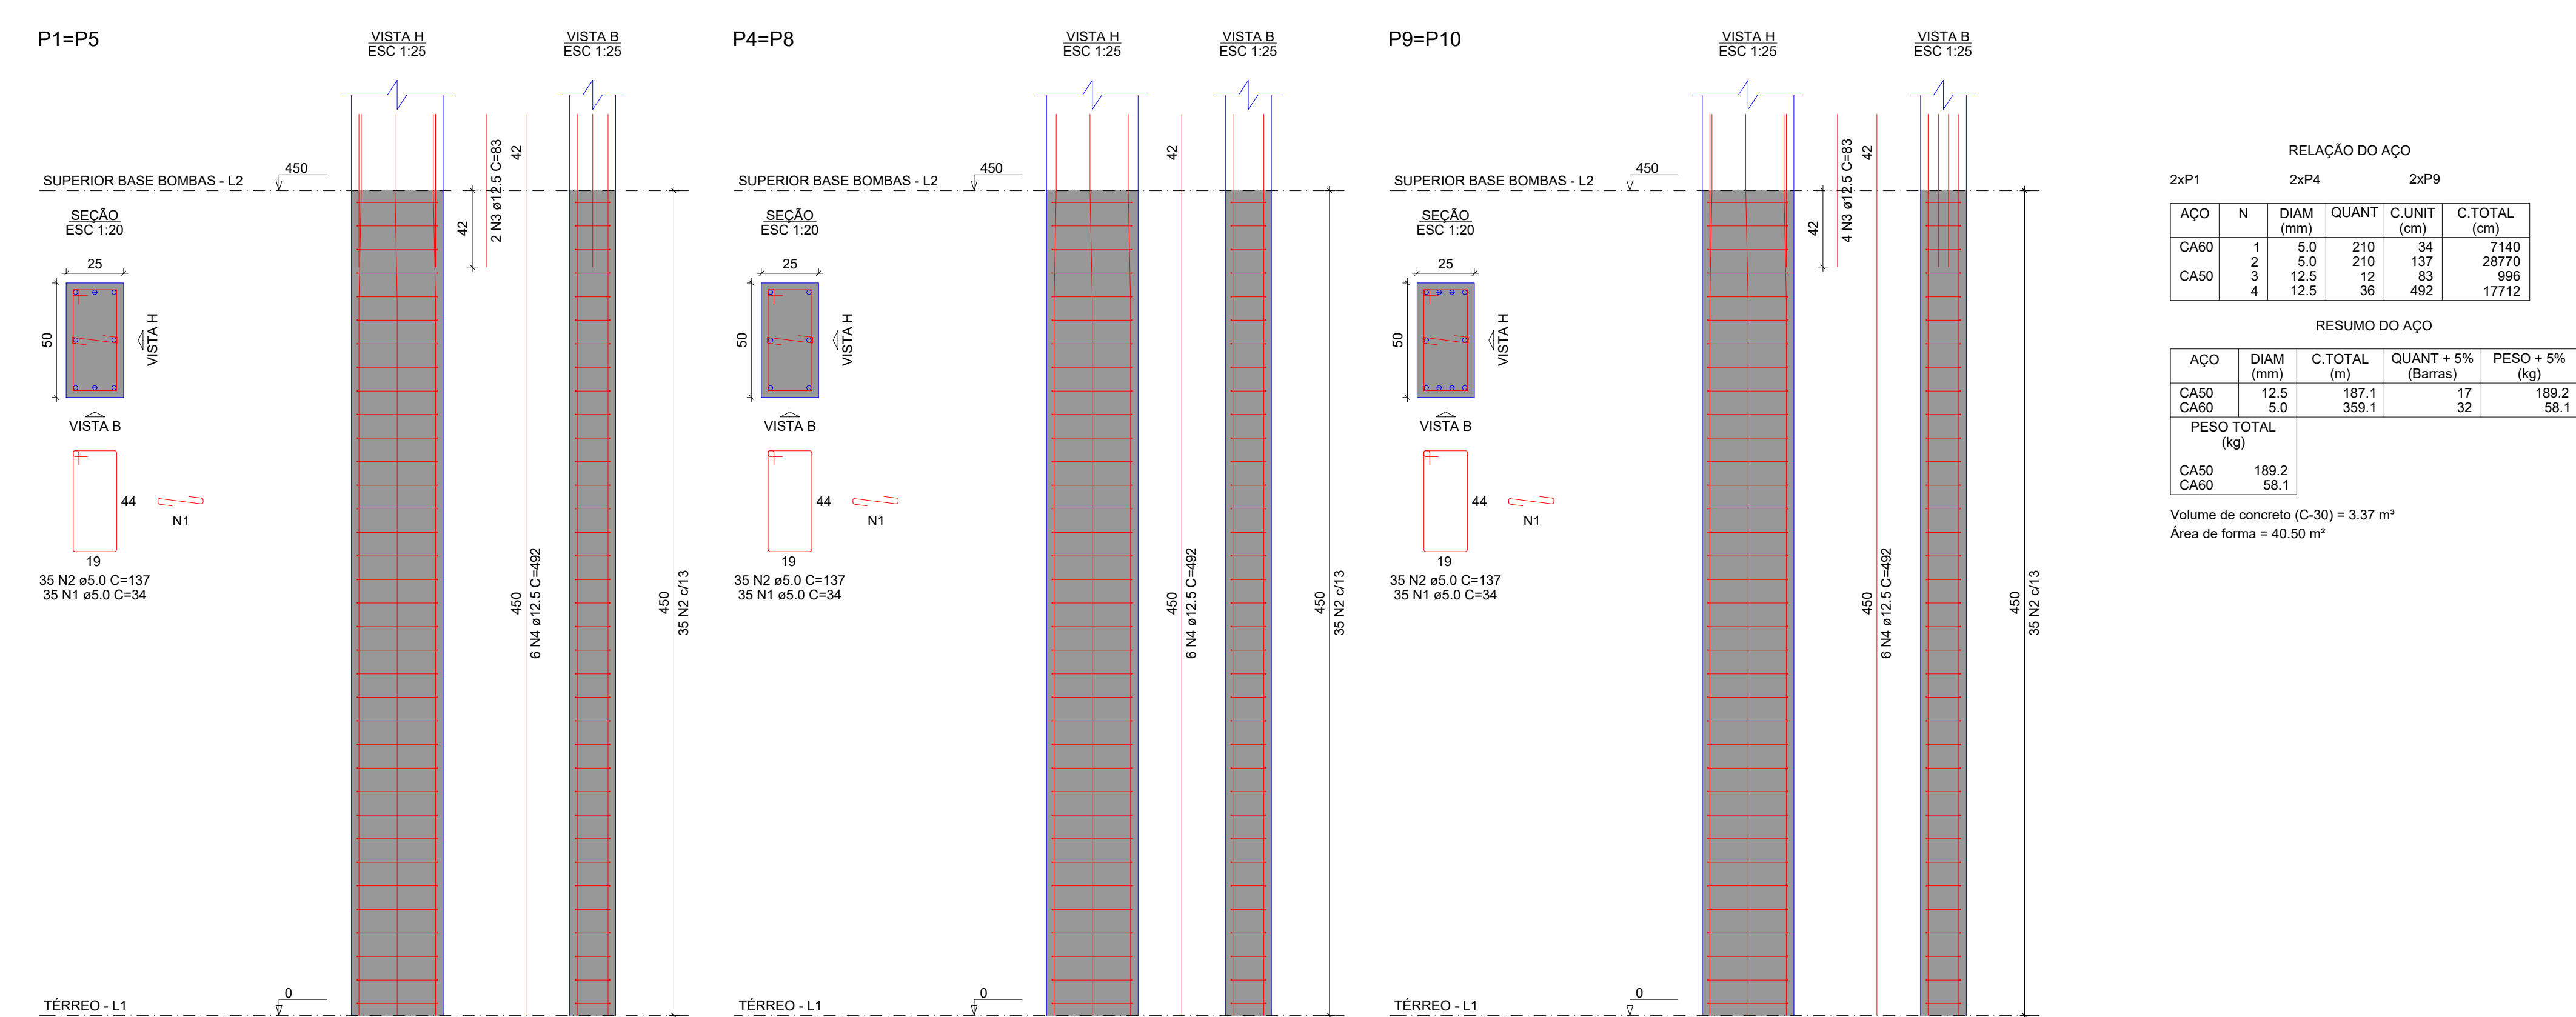 P1=P5
VISTA H
ESC 1:25
VISTA B
ESC 1:25
SUPERIOR BASE BOMBAS - L2
450
SEÇÃO
ESC 1:20
25
50
VISTA H
VISTA B
44
19
N1
35 N2 ø5.0 C=137
35 N1 ø5.0 C=34
42
2 N3 ø12.5 C=83
42
450
6 N4 ø12.5 C=492
450
35 N2 c/13
TÉRREO - L1
0
P4=P8
VISTA H
ESC 1:25
VISTA B
ESC 1:25
SUPERIOR BASE BOMBAS - L2
450
SEÇÃO
ESC 1:20
25
50
VISTA H
VISTA B
44
19
N1
35 N2 ø5.0 C=137
35 N1 ø5.0 C=34
42
450
6 N4 ø12.5 C=492
450
35 N2 c/13
TÉRREO - L1
0
P9=P10
VISTA H
ESC 1:25
VISTA B
ESC 1:25
SUPERIOR BASE BOMBAS - L2
450
SEÇÃO
ESC 1:20
25
50
VISTA H
VISTA B
44
19
N1
35 N2 ø5.0 C=137
35 N1 ø5.0 C=34
42
4 N3 ø12.5 C=83
42
450
6 N4 ø12.5 C=492
450
35 N2 c/13
TÉRREO - L1
0
RELAÇÃO DO AÇO
2xP1 2xP4 2xP9
AÇO N DIAM QUANT C.UNIT C.TOTAL
(mm) (cm) (cm)
CA60 1 5.0 210 34 7140
2 5.0 210 137 28770
CA50 3 12.5 12 83 996
4 12.5 36 492 17712
RESUMO DO AÇO
AÇO DIAM C.TOTAL QUANT + 5% PESO + 5%
(mm) (m) (Barras) (kg)
CA50 12.5 187.1 17 189.2
CA60 5.0 359.1 32 58.1
PESO TOTAL
(kg)
CA50 189.2
CA60 58.1
Volume de concreto (C-30) = 3.37 m³
Área de forma = 40.50 m²